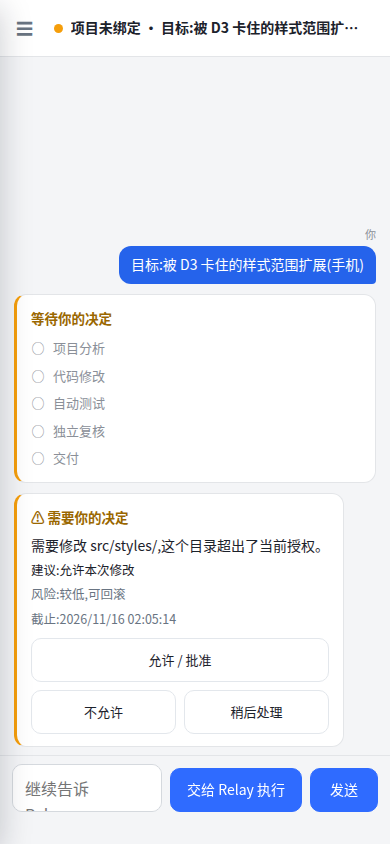 项目未绑定 · 目标:被 D3 卡住的样式范围扩…
你
目标:被 D3 卡住的样式范围扩展(手机)
等待你的决定
项目分析
代码修改
自动测试
独立复核
交付
需要你的决定
需要修改 src/styles/,这个目录超出了当前授权。
建议:允许本次修改
风险:较低,可回滚
截止:2026/11/16 02:05:14
允许 / 批准
不允许
稍后处理
继续告诉
交给 Relay 执行
发送